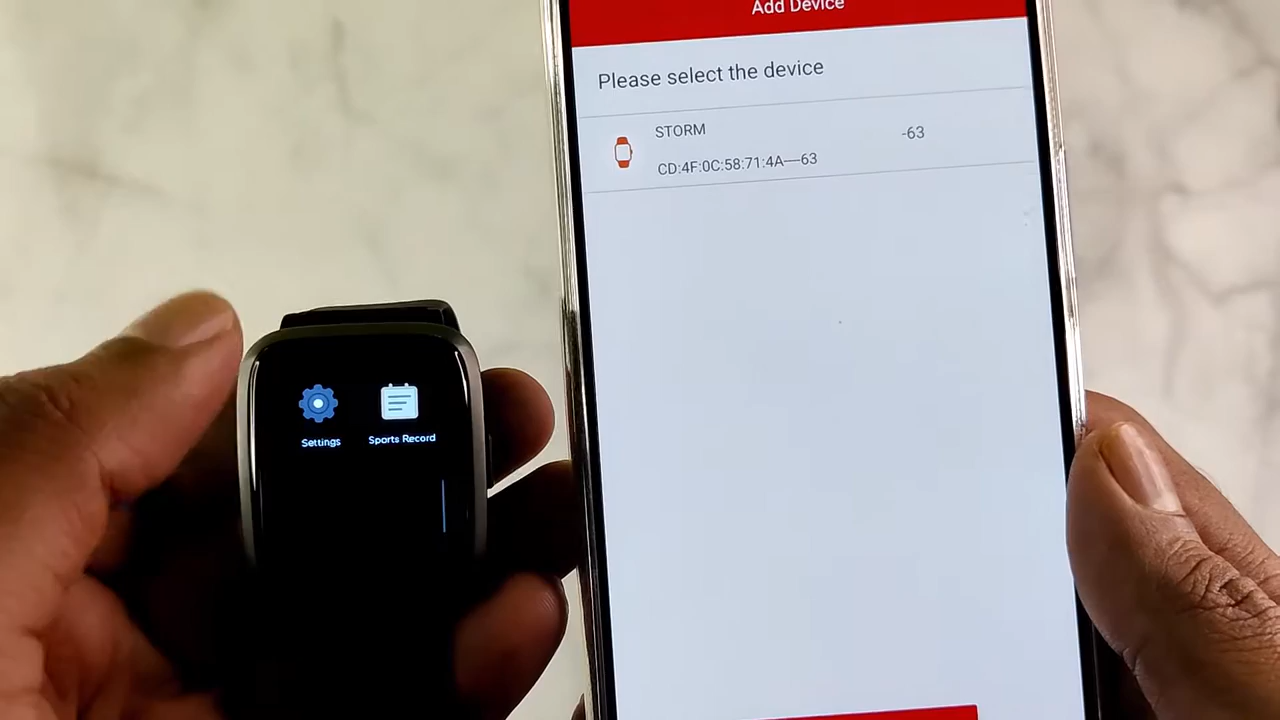 Add Device
Please select the device
STORM
-63
CD:4F:0C:58:71:4A—63
Settings
Sports Record